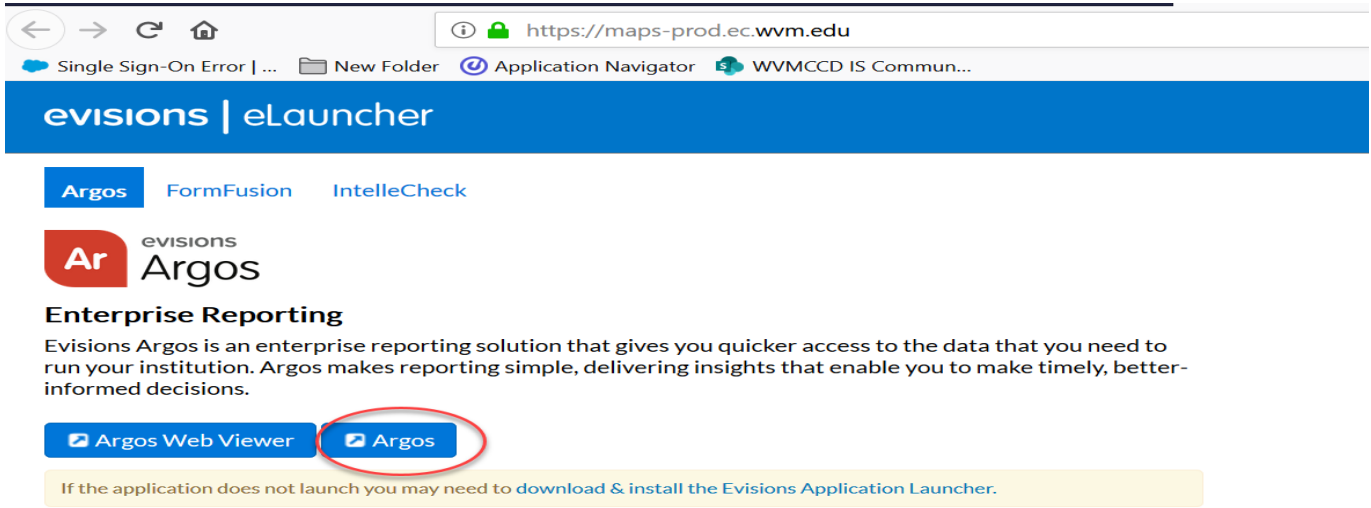 https://maps-prod.ec.wvm.edu
Single Sign-On Error | ... New Folder Application Navigator WVMCCD IS Commun...
evisions | eLauncher
Argos FormFusion IntelleCheck
Ar evisions
Argos
Enterprise Reporting
Evisions Argos is an enterprise reporting solution that gives you quicker access to the data that you need to
run your institution. Argos makes reporting simple, delivering insights that enable you to make timely, better-
informed decisions.
Argos Web Viewer Argos
If the application does not launch you may need to download & install the Evisions Application Launcher.